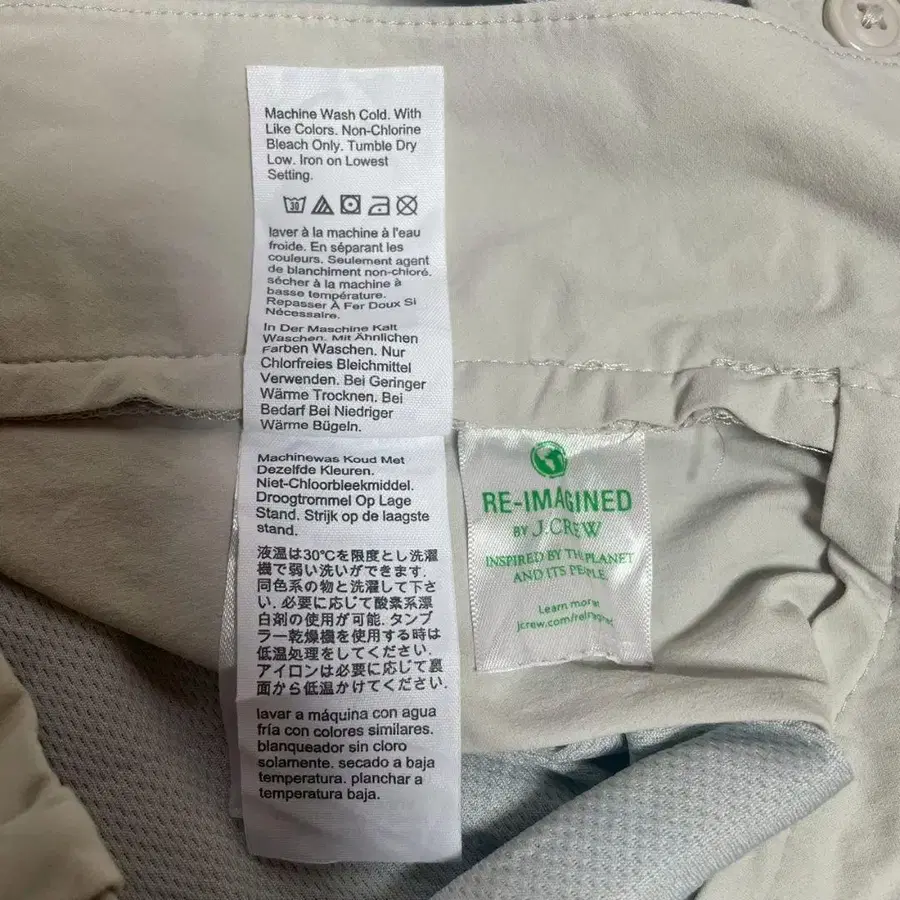 Machine Wash Cold. With
Like Colors. Non-Chlorine
Bleach Only. Tumble Dry
Low. Iron on Lowest
Setting.
30
laver à la machine à l'eau
froide. En séparant les
couleurs. Seulement agent
de blanchiment non-chloré.
sécher à la machine à
basse température.
Repasser À Fer Doux Si
Nécessaire.
In Der Maschine Kalt
Waschen. Mit Ähnlichen
Farben Waschen. Nur
Chlorfreies Bleichmittel
Verwenden. Bei Geringer
Wärme Trocknen. Bei
Bedarf Bei Niedriger
Wärme Bügeln.
Machinewas Koud Met
Dezelfde Kleuren.
Niet-Chloorbleekmiddel.
Droogtrommel Op Lage
Stand. Strijk op de laagste
stand.
液温は30℃を限度とし洗濯
機で弱い洗いができます.
同色系の物と洗濯して下さ
い. 必要に応じて酸素系漂
白剤の使用が可能. タンブ
ラー乾燥機を使用する時は
低温処理をしてください.
アイロンは必要に応じて裏
面から低温かけてください.
lavar a máquina con agua
fría con colores similares.
blanqueador sin cloro
solamente. secado a baja
temperatura. planchar a
temperatura baja.
RE-IMAGINED
BY J.CREW
INSPIRED BY THE PLANET
AND ITS PEOPLE.
Learn more at